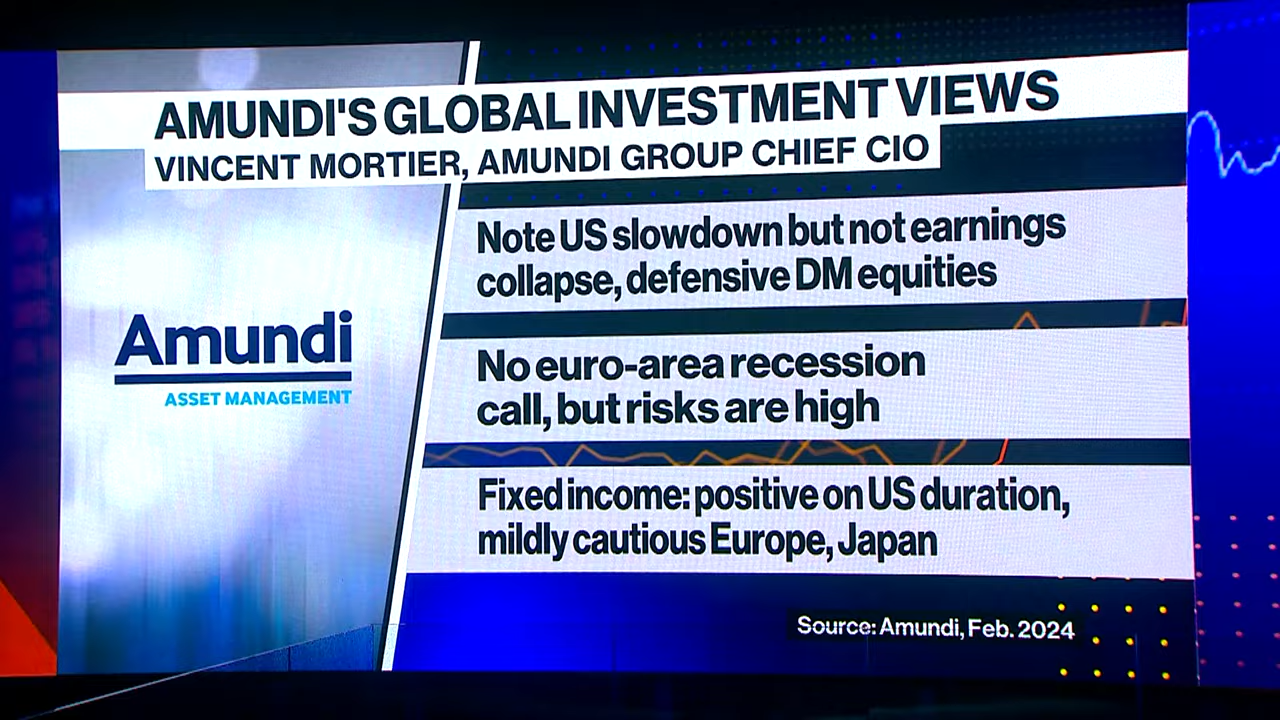 AMUNDI'S GLOBAL INVESTMENT VIEWS
VINCENT MORTIER, AMUNDI GROUP CHIEF CIO
Amundi
ASSET MANAGEMENT
Note US slowdown but not earnings
collapse, defensive DM equities
No euro-area recession
call, but risks are high
Fixed income: positive on US duration,
mildly cautious Europe, Japan
Source: Amundi, Feb. 2024